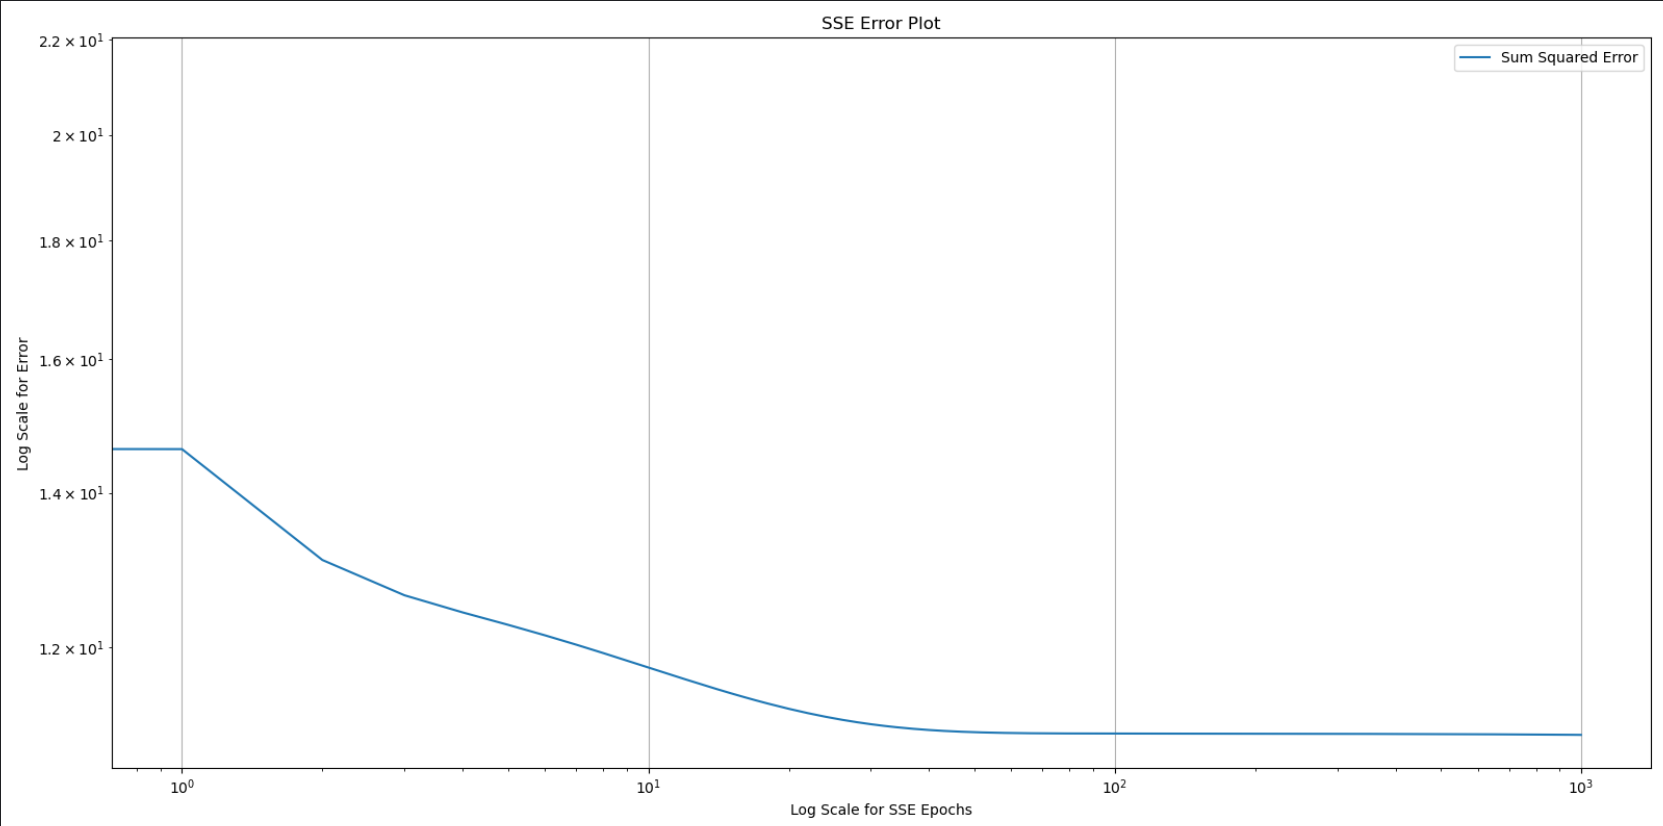 SSE Error Plot
Sum Squared Error
2.2 × 10¹
2 × 10¹
1.8 × 10¹
1.6 × 10¹
1.4 × 10¹
1.2 × 10¹
Log Scale for Error
10⁰ 10¹ 10² 10³
Log Scale for SSE Epochs